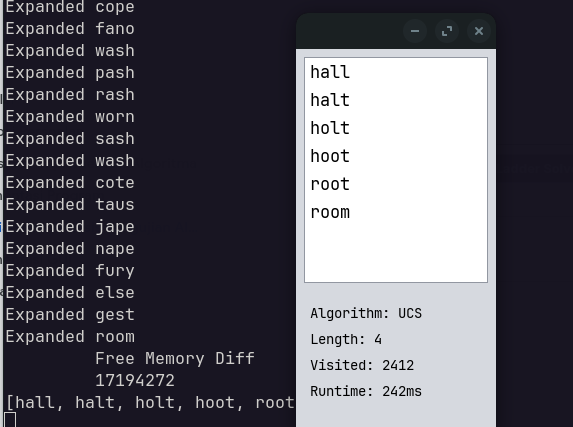 Expanded cope
Expanded fano
Expanded wash
Expanded pash
Expanded rash
Expanded worn
Expanded sash
Expanded wash
Expanded cote
Expanded taus
Expanded jape
Expanded nape
Expanded fury
Expanded else
Expanded gest
Expanded room
Free Memory Diff
17194272
[hall, halt, holt, hoot, root
hall
halt
holt
hoot
root
room
Algorithm: UCS
Length: 4
Visited: 2412
Runtime: 242ms